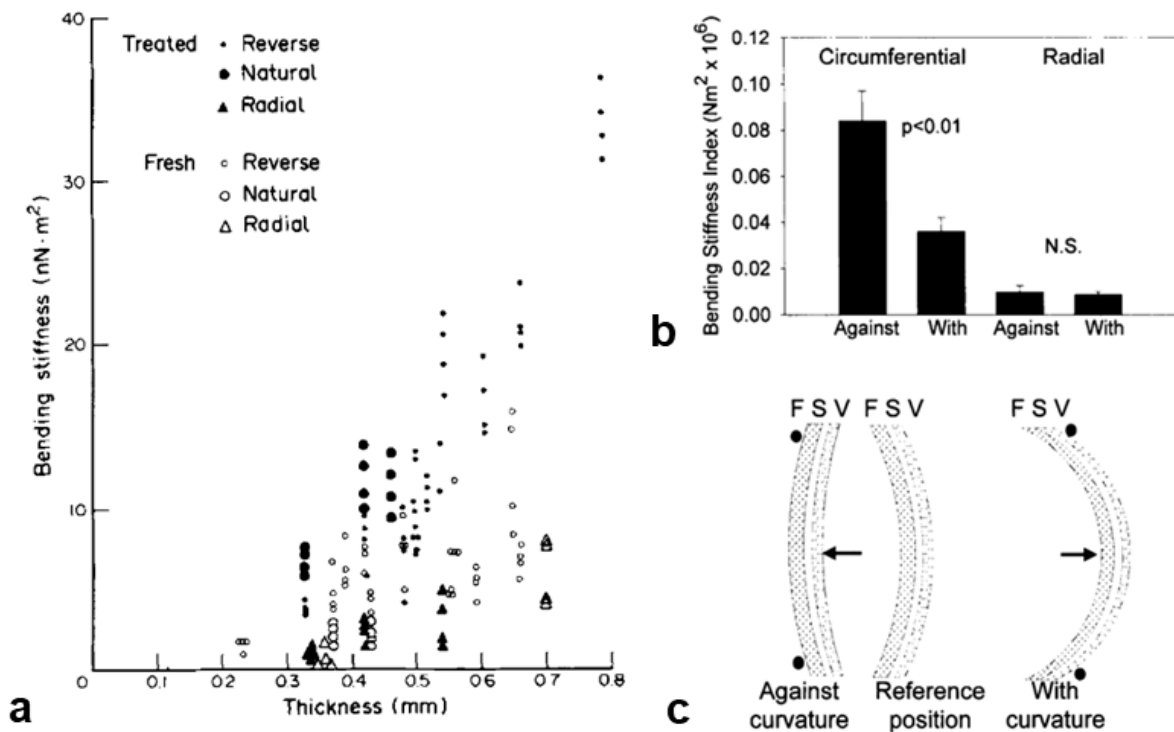 40
Treated • Reverse
● Natural
▲ Radial
Fresh ○ Reverse
○ Natural
△ Radial
30
20
10
0
0.1
0.2
0.3
0.4
0.5
0.6
0.7
0.8
Bending stiffness (nN·m²)
Thickness (mm)
a
0.12
0.10
0.08
0.06
0.04
0.02
0.00
Bending Stiffness Index (Nm² x 10⁶)
Circumferential Radial
p<0.01
N.S.
Against With Against With
b
F S V F S V F S V
Against curvature
Reference position
With curvature
c